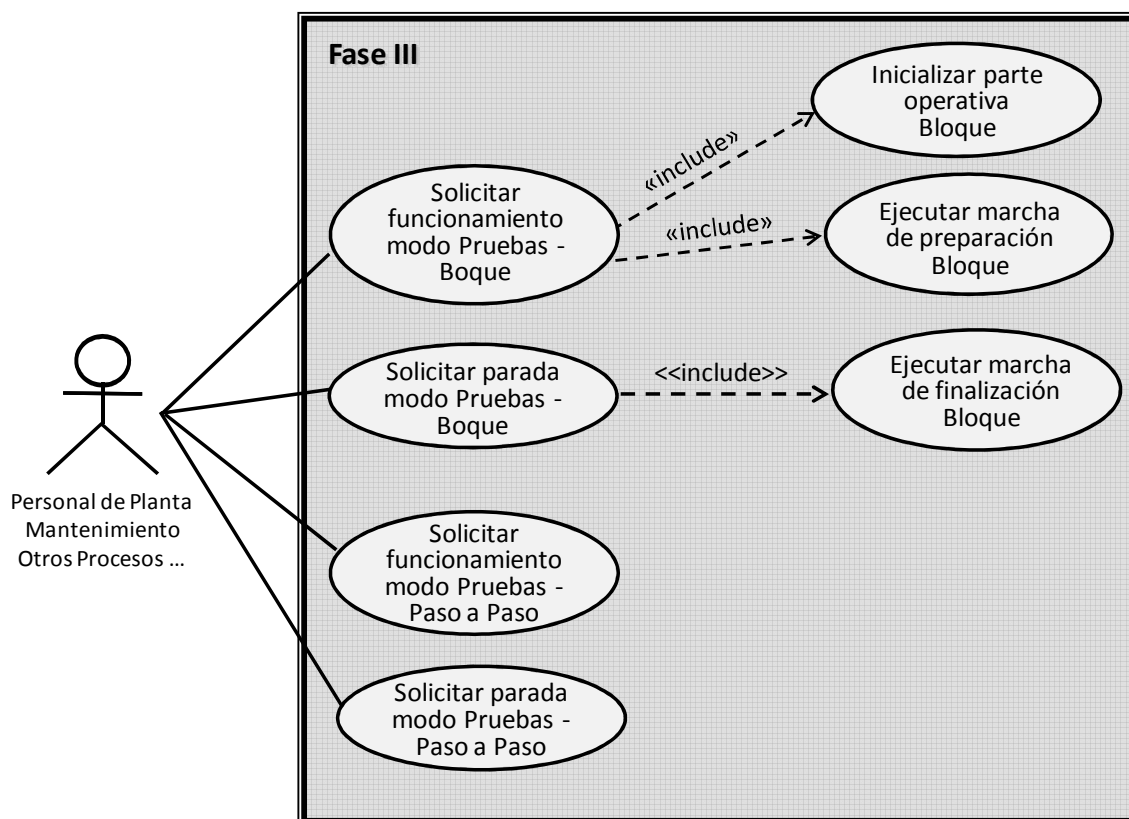 Fase III
Inicializar parte
operativa
Bloque
«include»
Solicitar
funcionamiento
modo Pruebas -
Boque
«include»
Ejecutar marcha
de preparación
Bloque
Solicitar parada
modo Pruebas -
Boque
<<include>>
Ejecutar marcha
de finalización
Bloque
Personal de Planta
Mantenimiento
Otros Procesos ...
Solicitar
funcionamiento
modo Pruebas -
Paso a Paso
Solicitar parada
modo Pruebas -
Paso a Paso